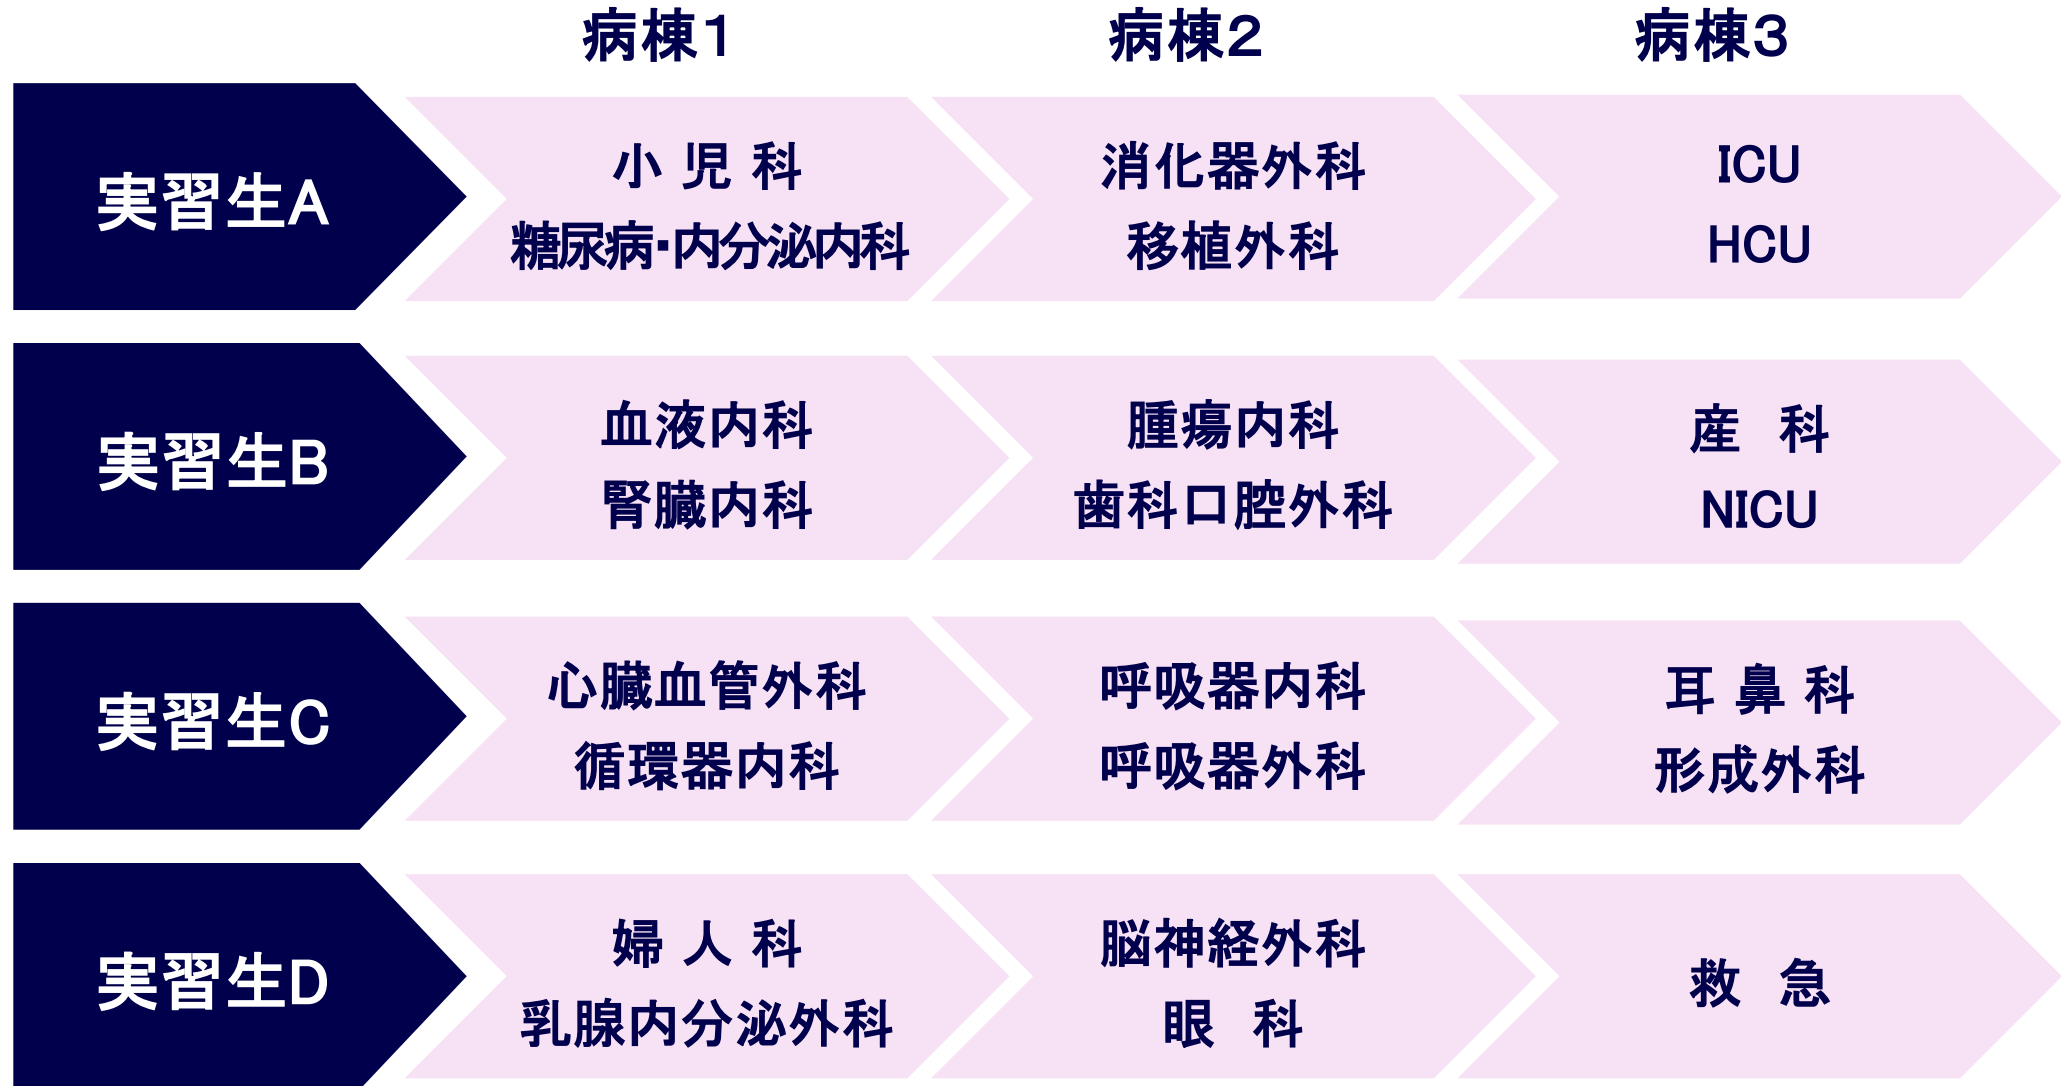 病棟1 病棟2 病棟3
実習生A
小 児 科
糖尿病・内分泌内科
消化器外科
移植外科
ICU
HCU
実習生B
血液内科
腎臓内科
腫瘍内科
歯科口腔外科
産 科
NICU
実習生C
心臓血管外科
循環器内科
呼吸器内科
呼吸器外科
耳 鼻 科
形成外科
実習生D
婦 人 科
乳腺内分泌外科
脳神経外科
眼 科
救 急